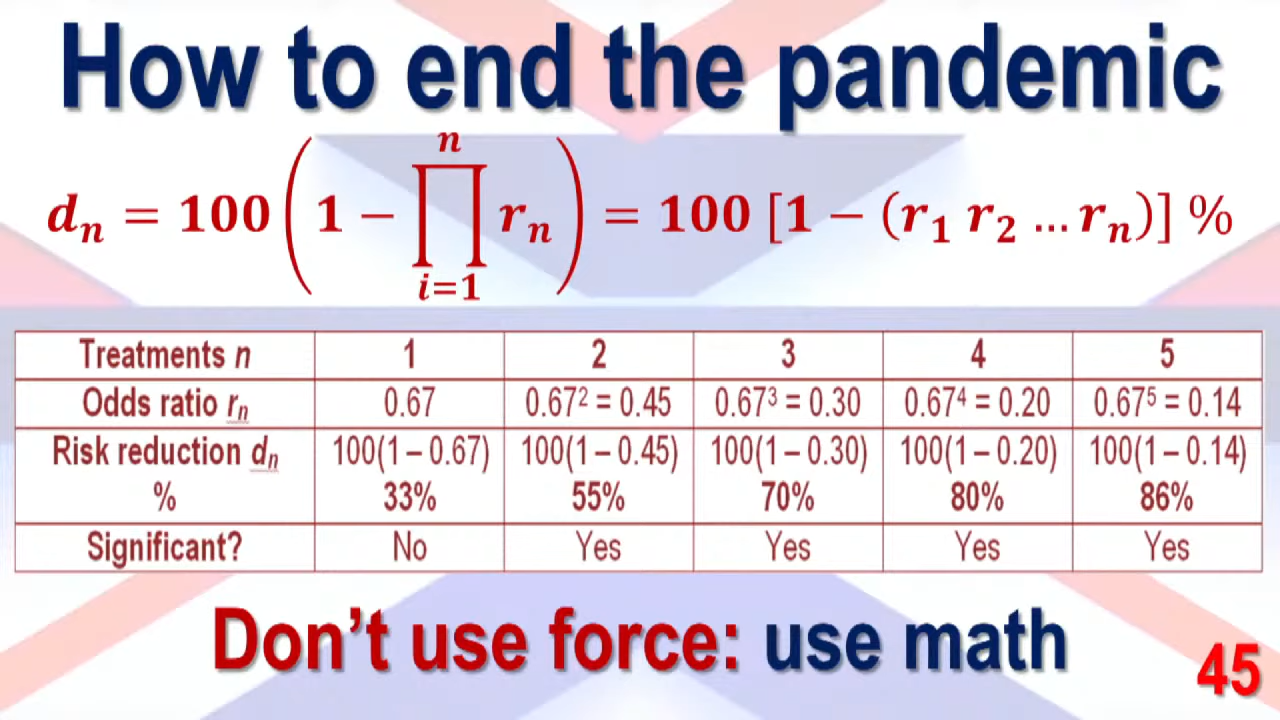 How to end the pandemic
dₙ = 100 (1 − ∏ᵢ₌₁ⁿ rₙ) = 100 [1 − (r₁ r₂ … rₙ)] %
Treatments n 1 2 3 4 5
Odds ratio rₙ 0.67 0.67² = 0.45 0.67³ = 0.30 0.67⁴ = 0.20 0.67⁵ = 0.14
Risk reduction dₙ 100(1 – 0.67) 100(1 – 0.45) 100(1 – 0.30) 100(1 – 0.20) 100(1 – 0.14)
% 33% 55% 70% 80% 86%
Significant? No Yes Yes Yes Yes
Don't use force: use math
45